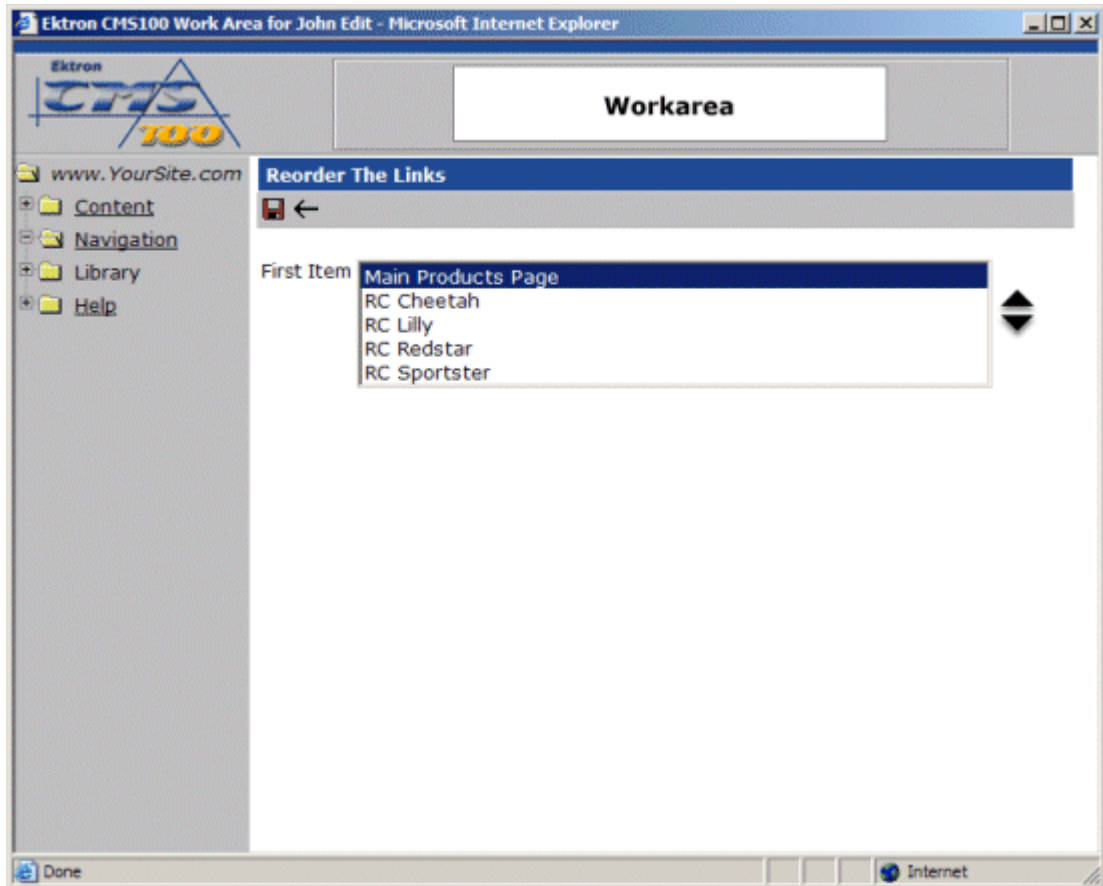 Ektron CMS100 Work Area for John Edit - Microsoft Internet Explorer
Ektron
CMS
100
Workarea
www.YourSite.com
Reorder The Links
Content
Navigation
Library
Help
First Item
Main Products Page
RC Cheetah
RC Lilly
RC Redstar
RC Sportster
Done
Internet